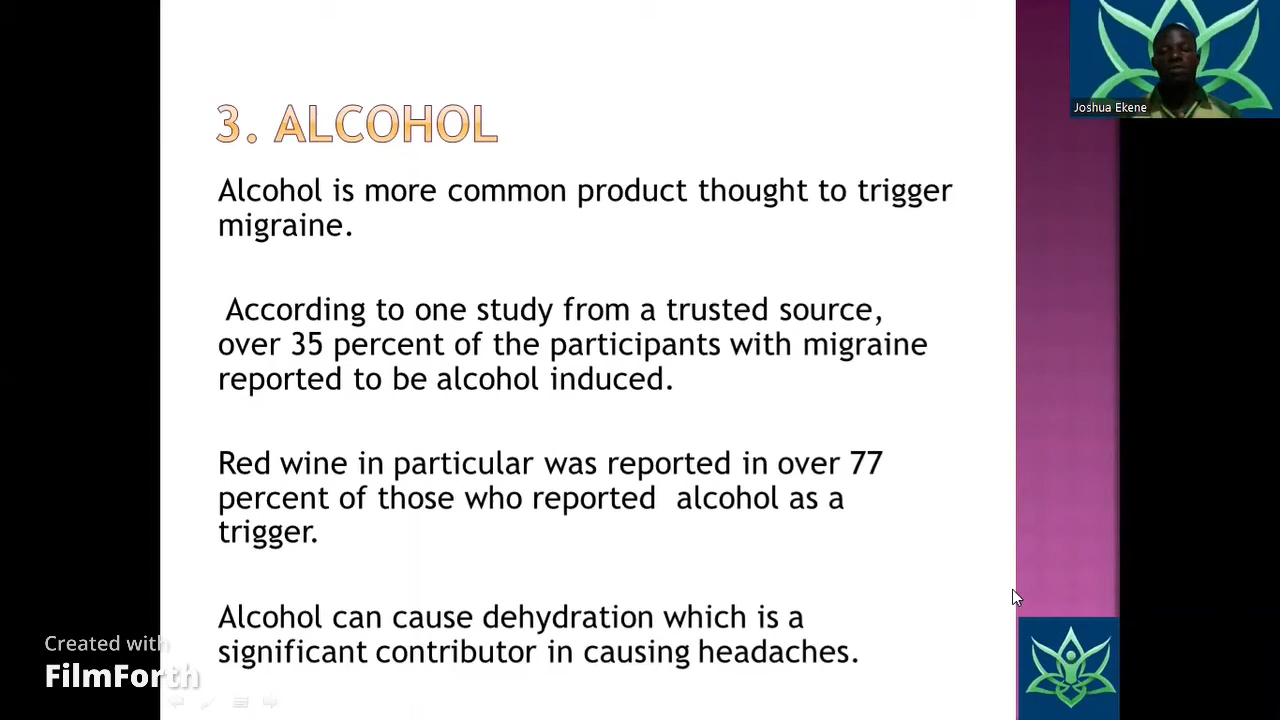 Joshua Ekene
3. ALCOHOL
Alcohol is more common product thought to trigger
migraine.
According to one study from a trusted source,
over 35 percent of the participants with migraine
reported to be alcohol induced.
Red wine in particular was reported in over 77
percent of those who reported alcohol as a
trigger.
Alcohol can cause dehydration which is a
significant contributor in causing headaches.
Created with
FilmForth